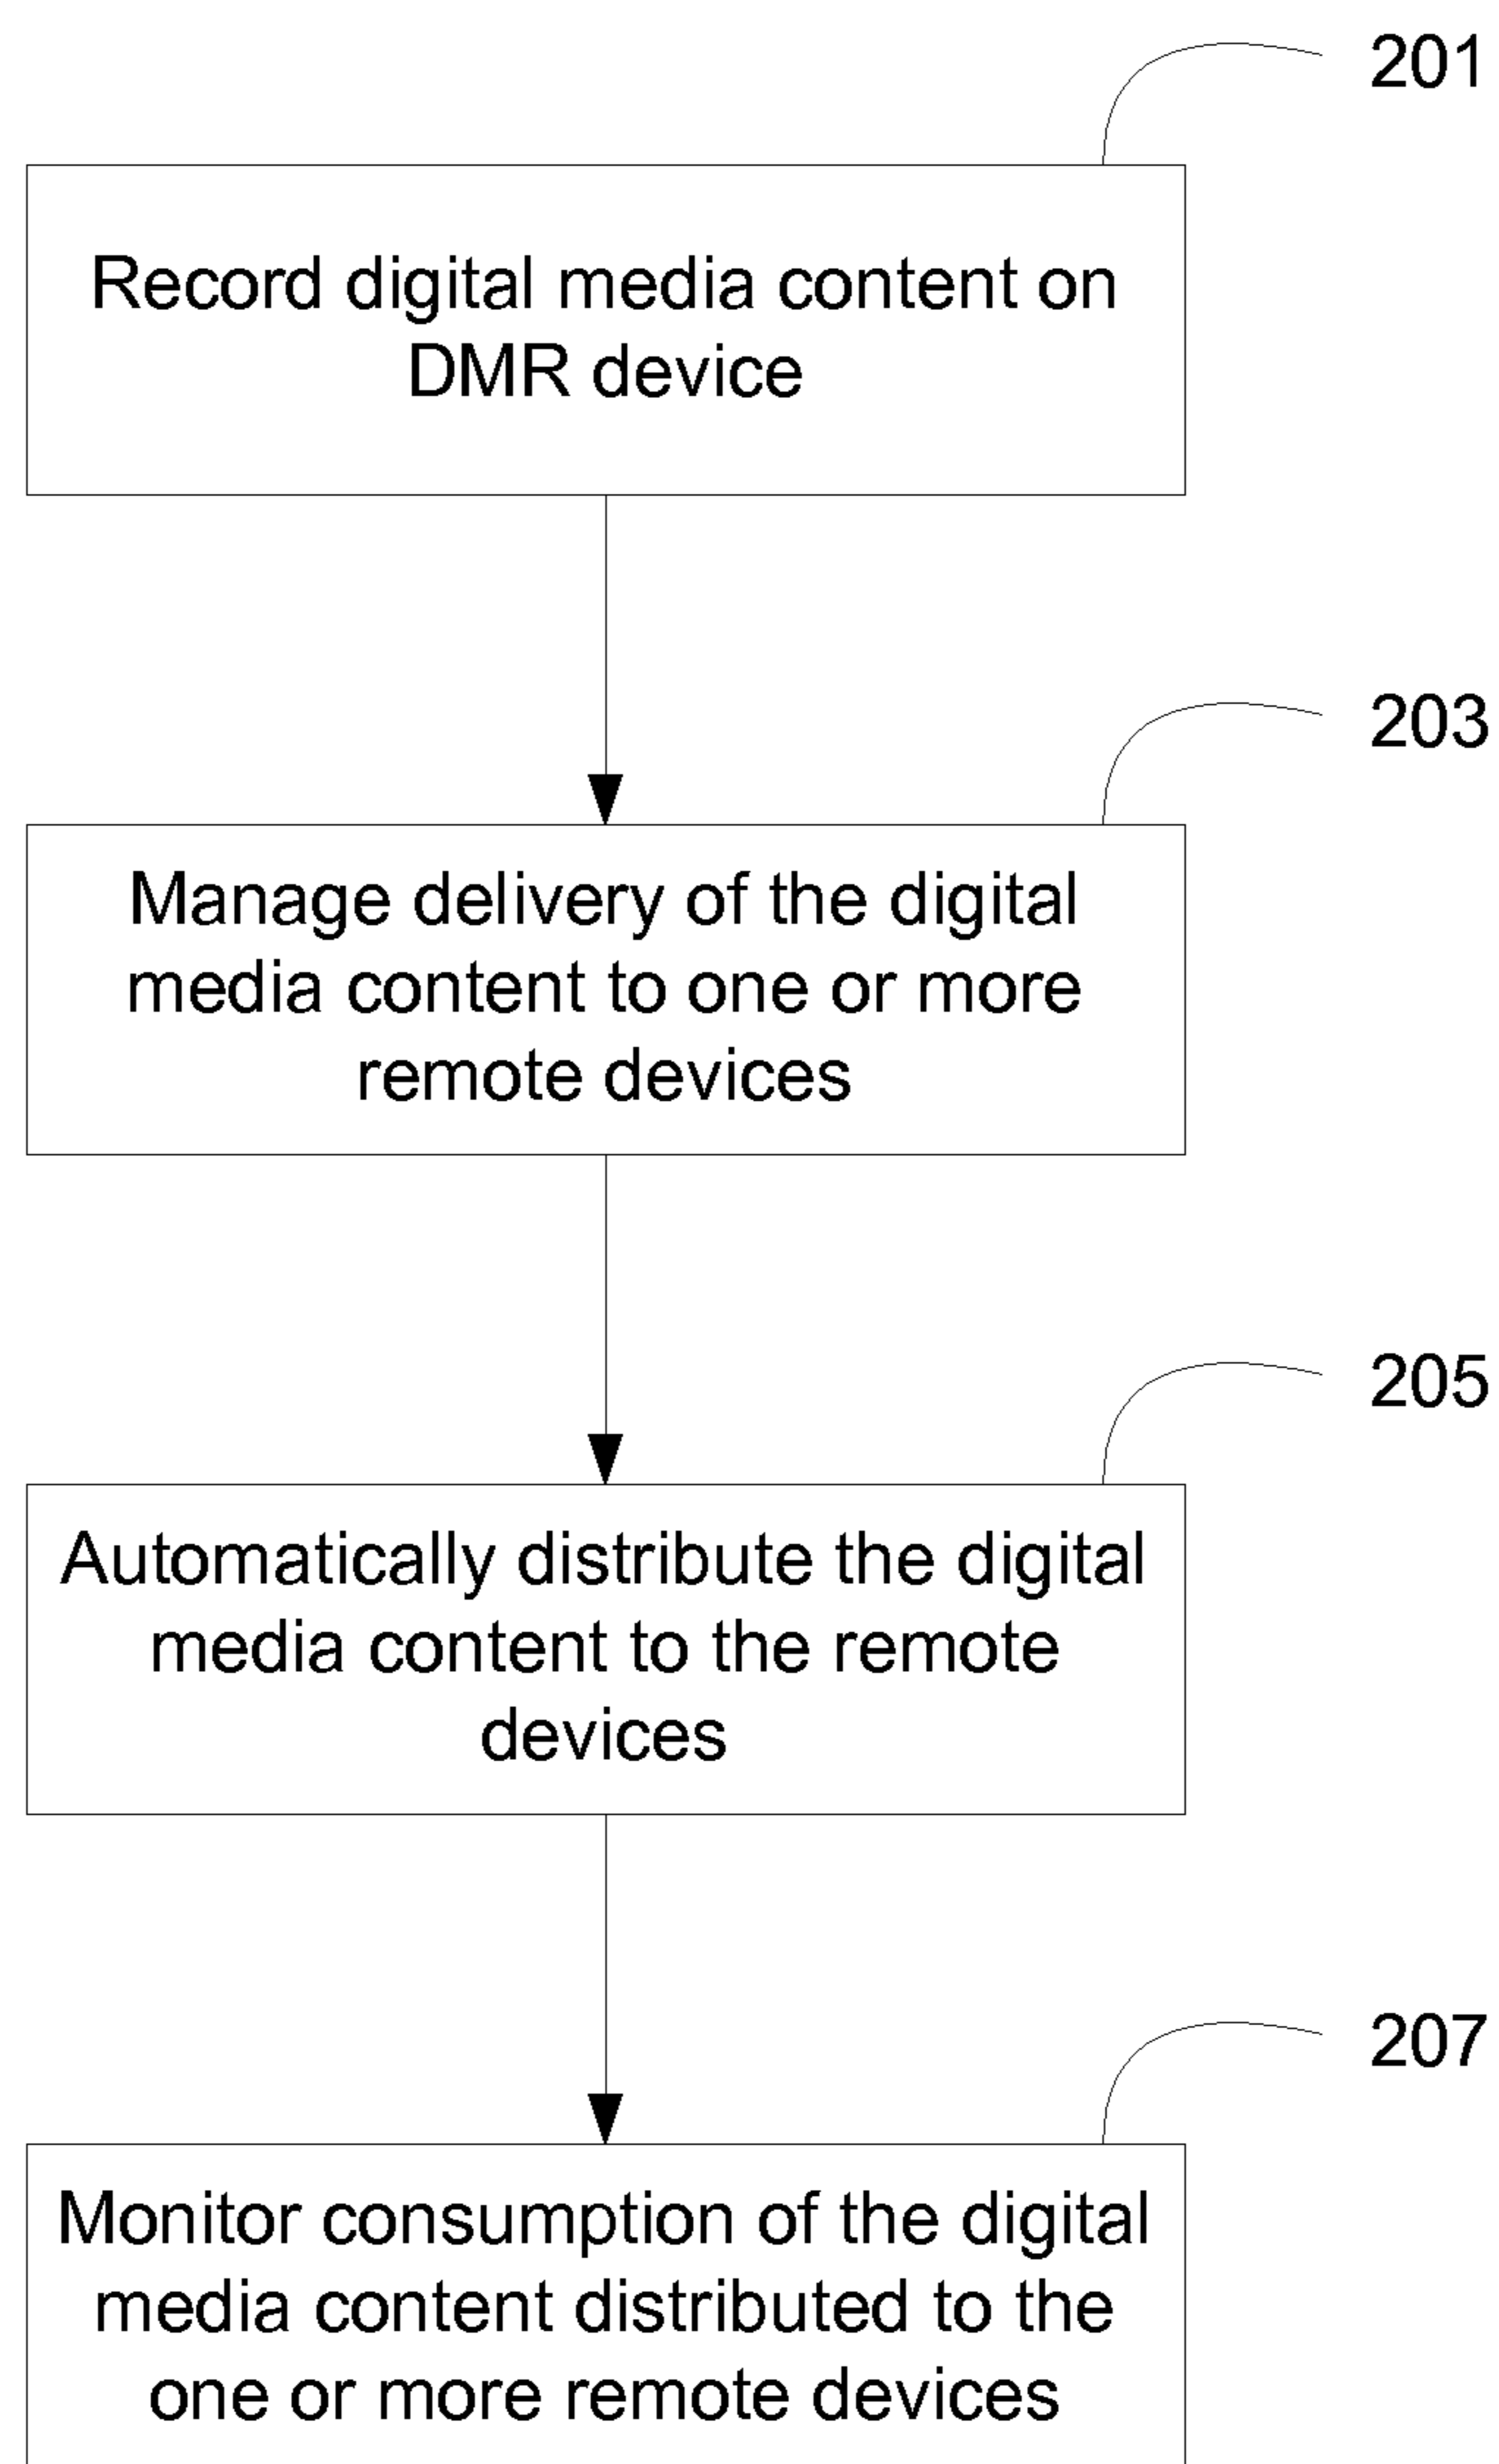 201
Record digital media content on
DMR device
203
Manage delivery of the digital
media content to one or more
remote devices
205
Automatically distribute the digital
media content to the remote
devices
207
Monitor consumption of the digital
media content distributed to the
one or more remote devices